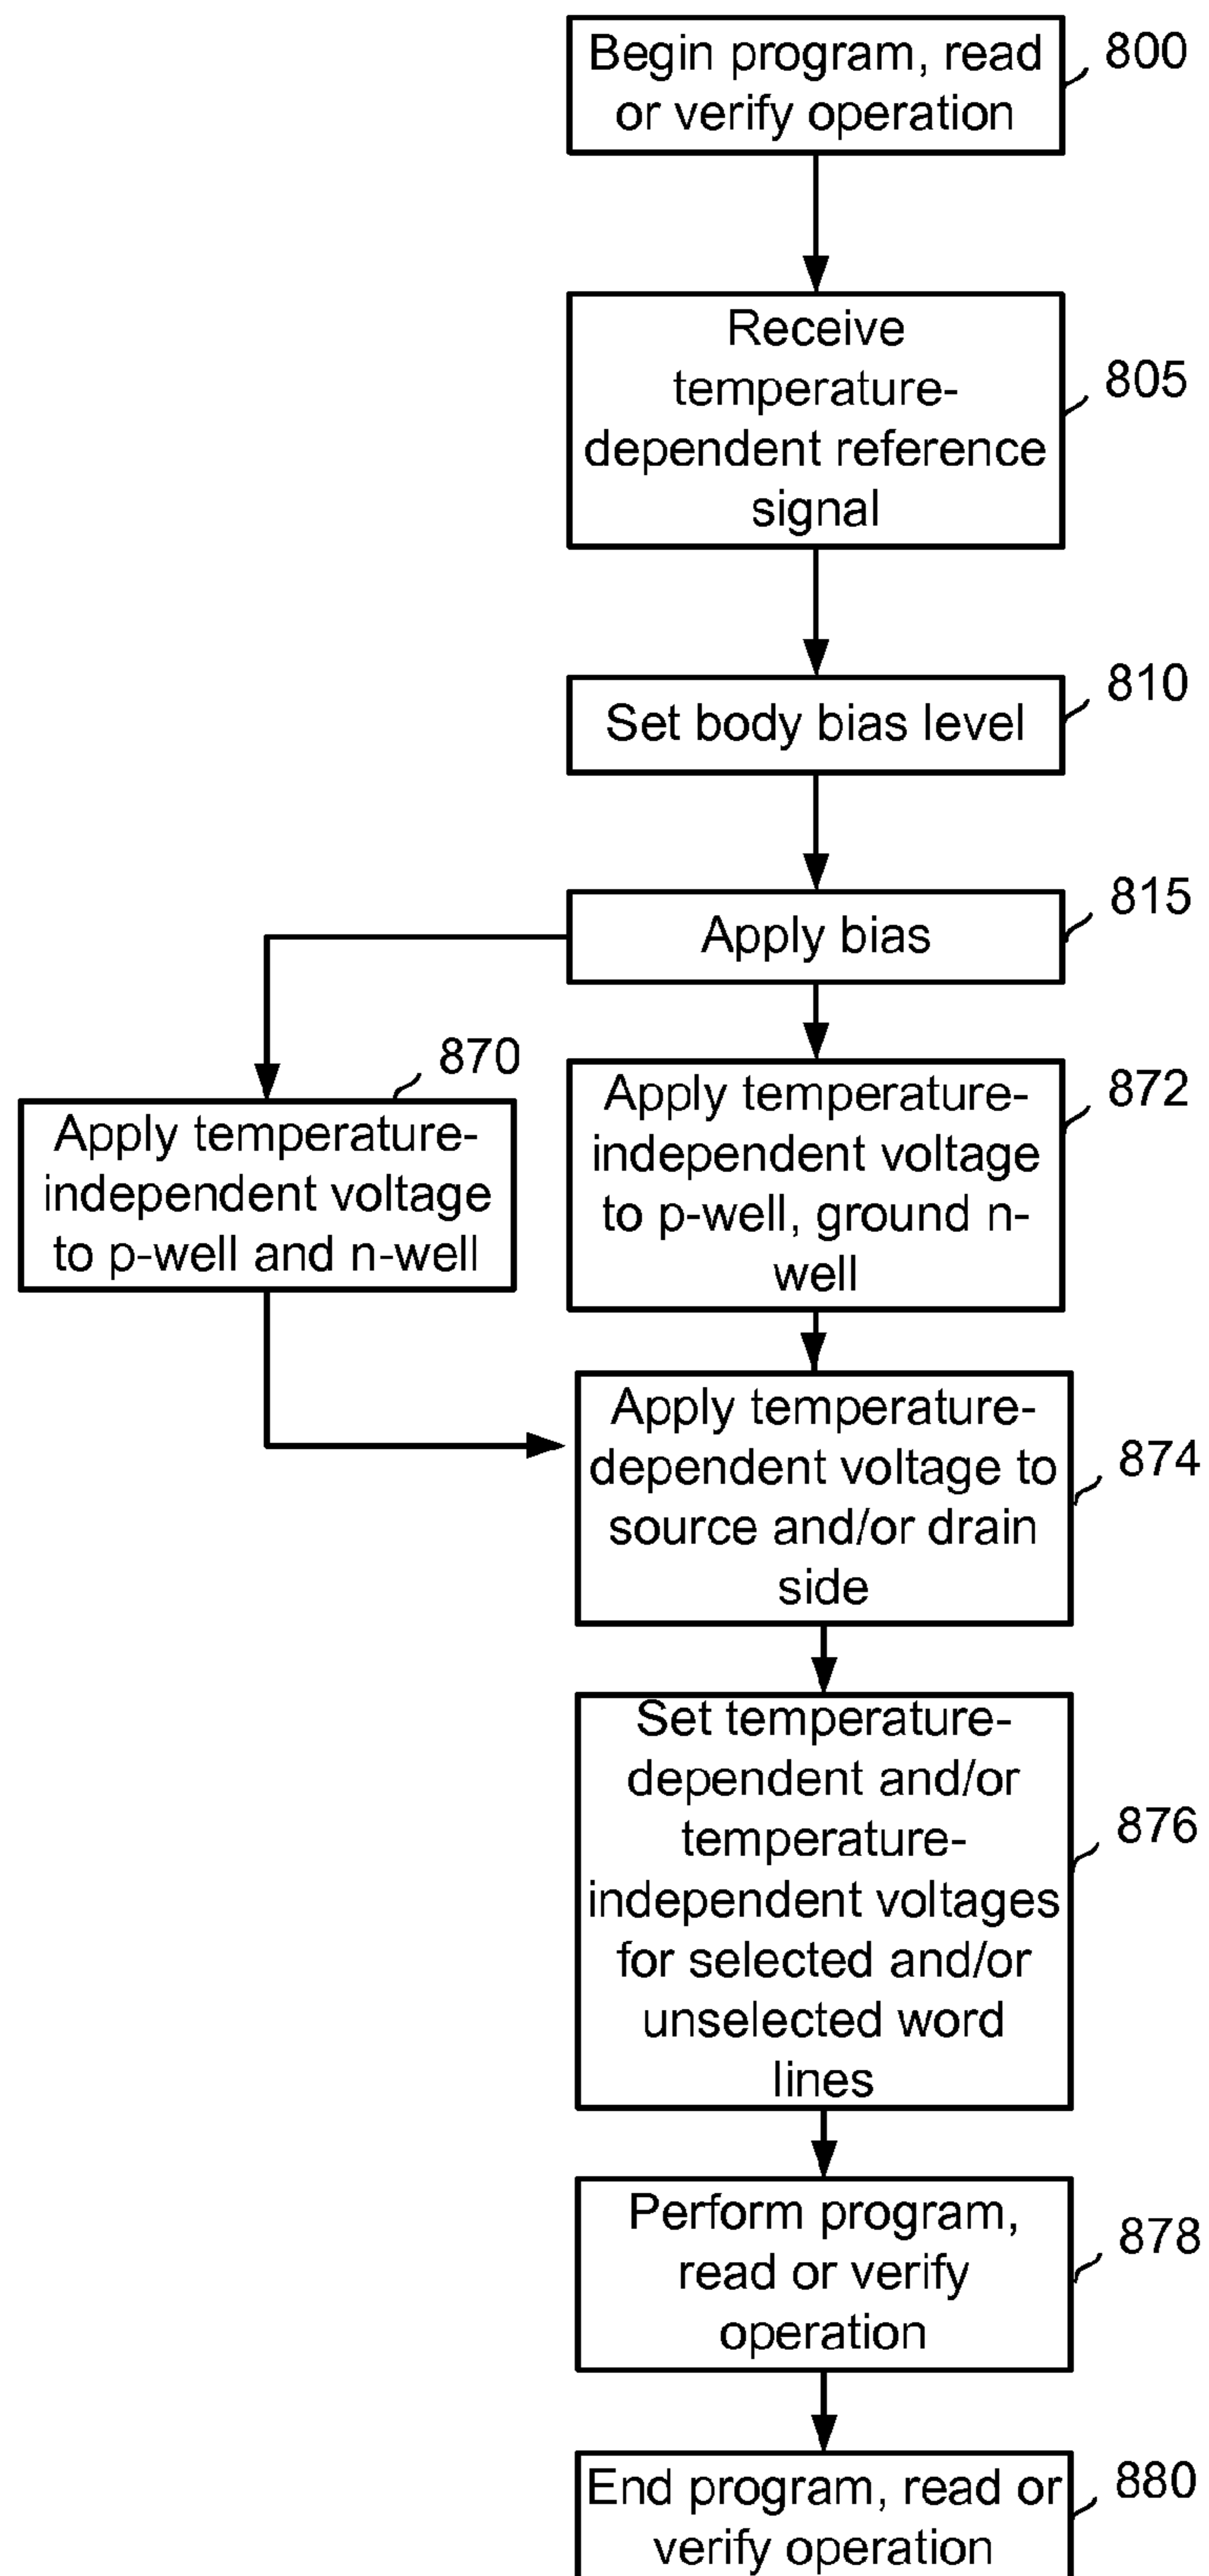 Begin program, read
or verify operation
800
Receive
temperature-
dependent reference
signal
805
Set body bias level
810
Apply bias
815
870
Apply temperature-
independent voltage
to p-well and n-well
Apply temperature-
independent voltage
to p-well, ground n-
well
872
Apply temperature-
dependent voltage to
source and/or drain
side
874
Set temperature-
dependent and/or
temperature-
independent voltages
for selected and/or
unselected word
lines
876
Perform program,
read or verify
operation
878
End program, read or
verify operation
880